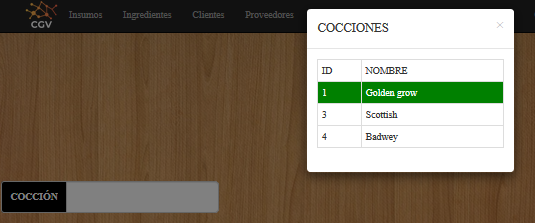 CGV Insumos Ingredientes Clientes Proveedores
COCCIONES ×
ID NOMBRE
1 Golden grow
3 Scottish
4 Badwey
COCCIÓN